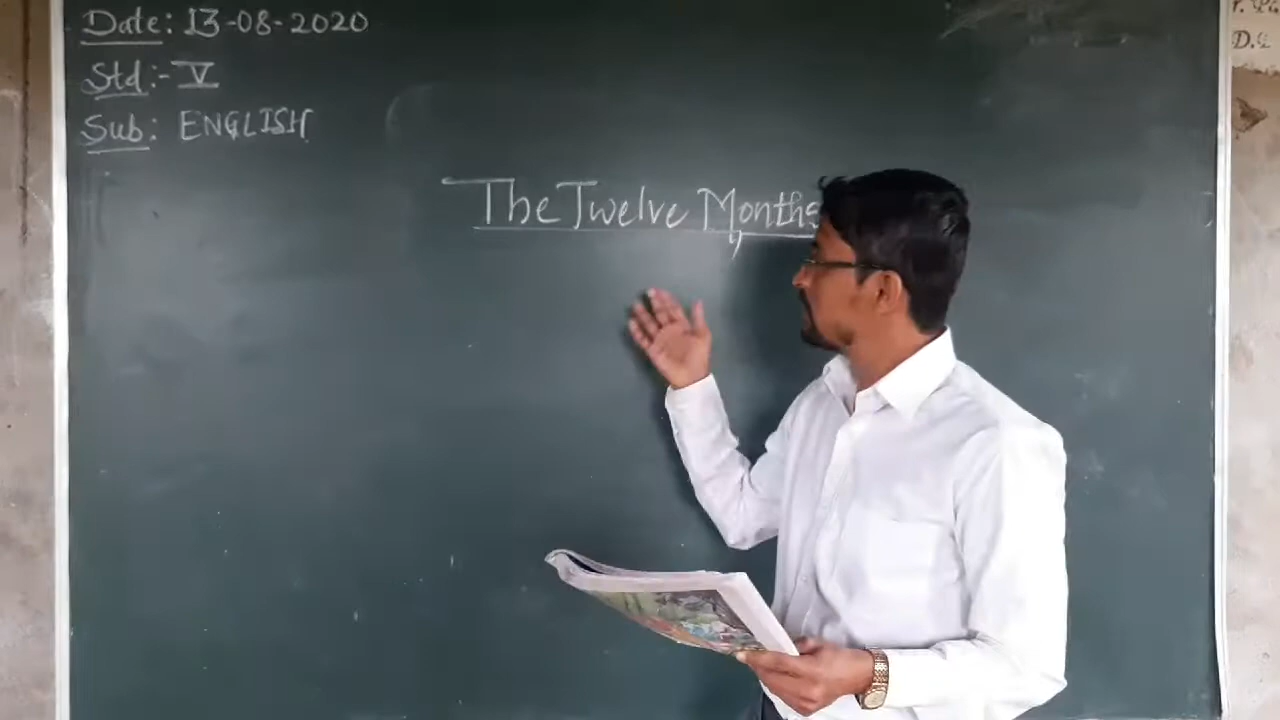 Date: 13-08-2020
Std:- V
Sub: ENGLISH
The Twelve Months
D.